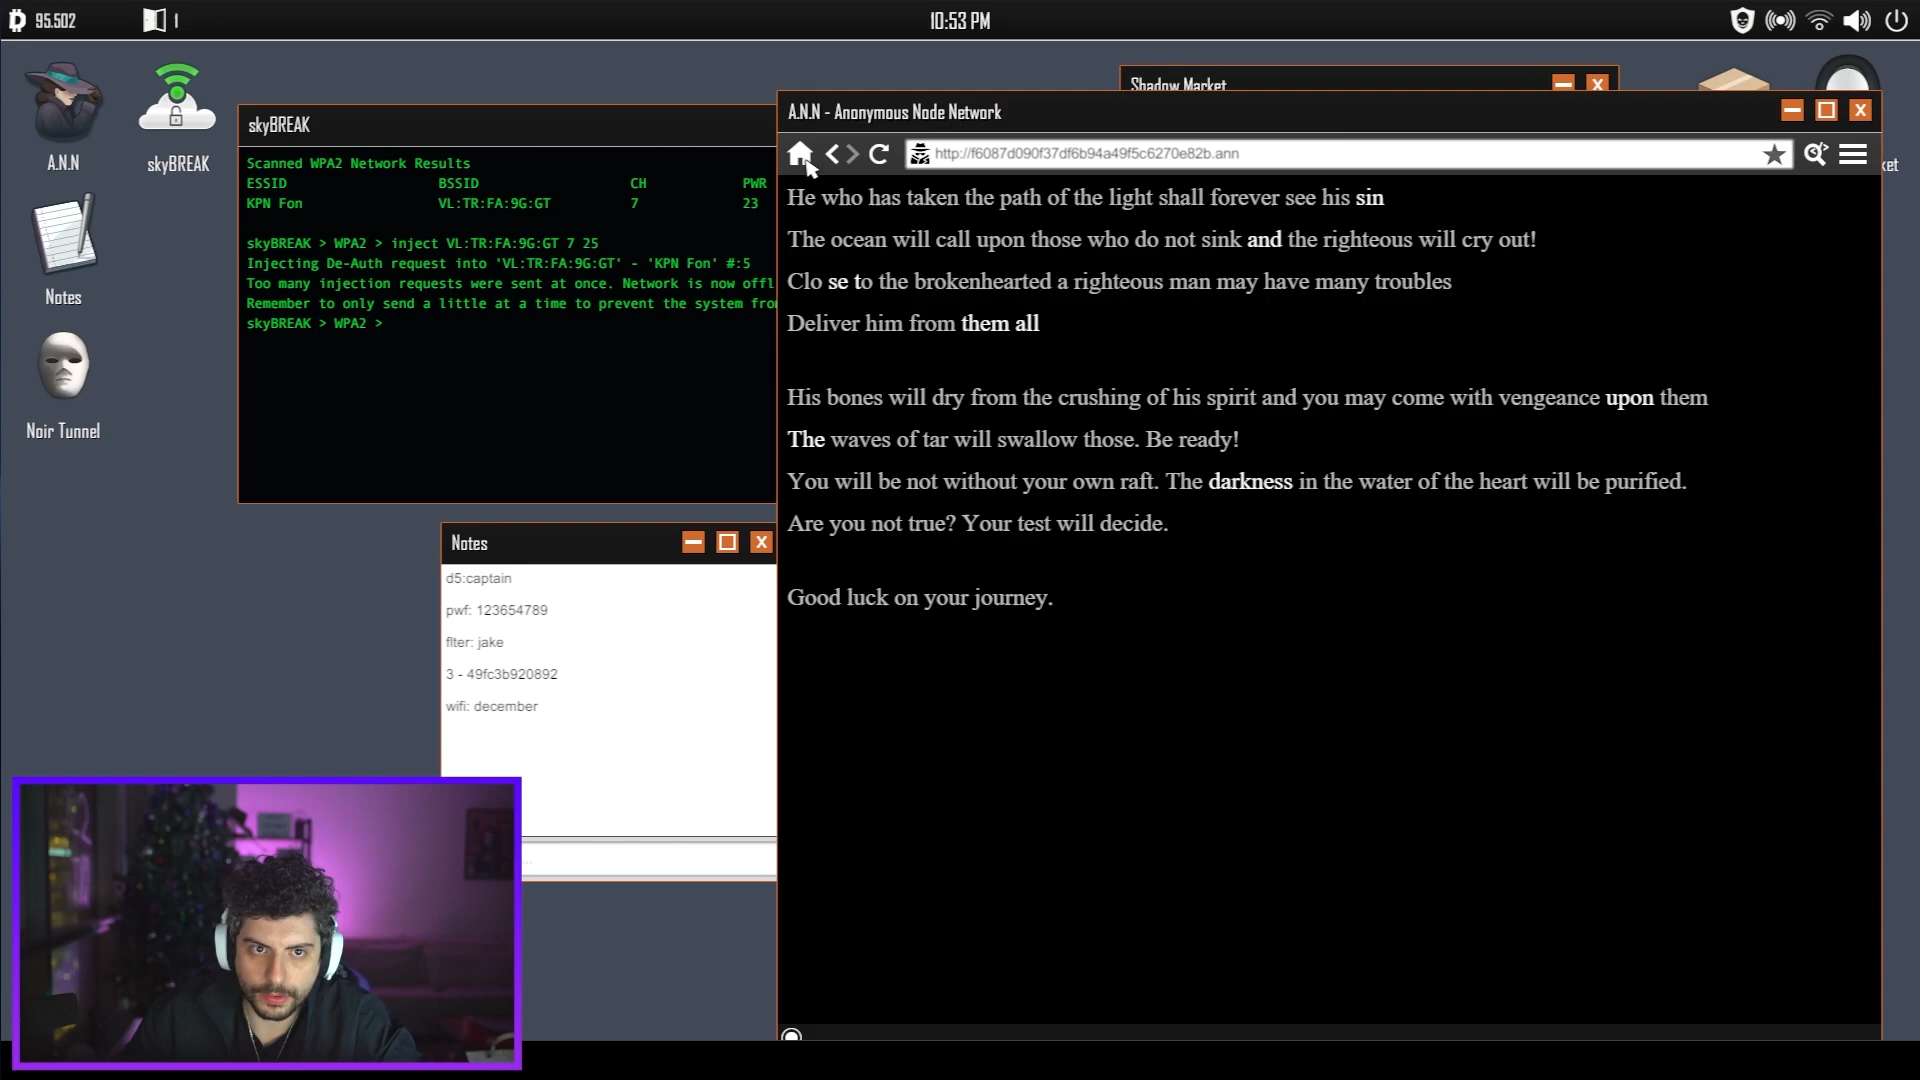 95.502
1
10:53 PM
A.N.N
skyBREAK
Notes
Noir Tunnel
Shadow Market
skyBREAK
Scanned WPA2 Network Results
ESSID BSSID CH PWR
KPN Fon VL:TR:FA:9G:GT 7 23
skyBREAK > WPA2 > inject VL:TR:FA:9G:GT 7 25
Injecting De-Auth request into 'VL:TR:FA:9G:GT' - 'KPN Fon' #:5
Too many injection requests were sent at once. Network is now offl
Remember to only send a little at a time to prevent the system fro
skyBREAK > WPA2 >
Notes
d5:captain
pwf: 123654789
flter: jake
3 - 49fc3b920892
wifi: december
A.N.N - Anonymous Node Network
http://f6087d090f37df6b94a49f5c6270e82b.ann
He who has taken the path of the light shall forever see his sin
The ocean will call upon those who do not sink and the righteous will cry out!
Clo se to the brokenhearted a righteous man may have many troubles
Deliver him from them all
His bones will dry from the crushing of his spirit and you may come with vengeance upon them
The waves of tar will swallow those. Be ready!
You will be not without your own raft. The darkness in the water of the heart will be purified.
Are you not true? Your test will decide.
Good luck on your journey.